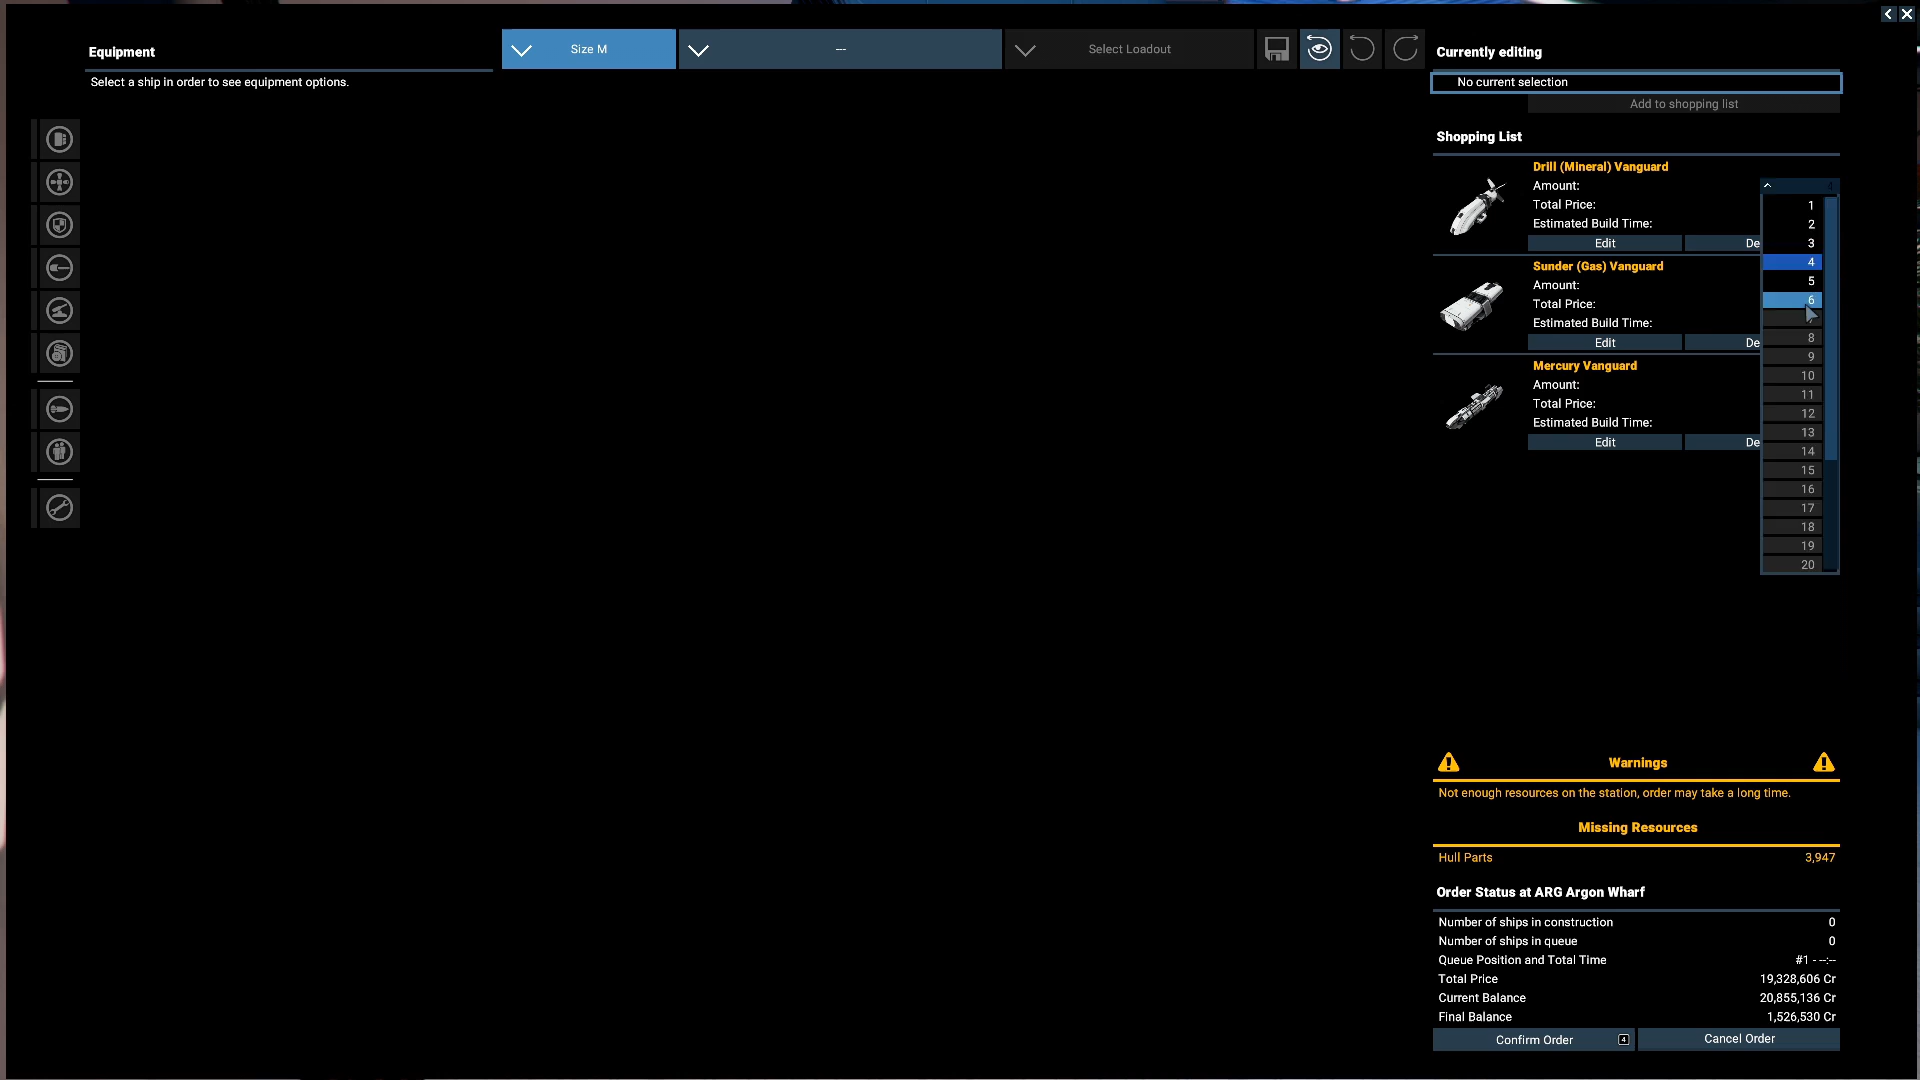 Equipment
Select a ship in order to see equipment options.
Size M
---
Select Loadout
Currently editing
No current selection
Add to shopping list
Shopping List
Drill (Mineral) Vanguard
Amount:
4
Total Price:
Estimated Build Time:
Edit
De
Sunder (Gas) Vanguard
Amount:
Total Price:
Estimated Build Time:
Edit
De
Mercury Vanguard
Amount:
Total Price:
Estimated Build Time:
Edit
De
1
2
3
4
5
6
8
9
10
11
12
13
14
15
16
17
18
19
20
Warnings
Not enough resources on the station, order may take a long time.
Missing Resources
Hull Parts 3,947
Order Status at ARG Argon Wharf
Number of ships in construction 0
Number of ships in queue 0
Queue Position and Total Time #1 - --:--
Total Price 19,328,606 Cr
Current Balance 20,855,136 Cr
Final Balance 1,526,530 Cr
Confirm Order 4
Cancel Order